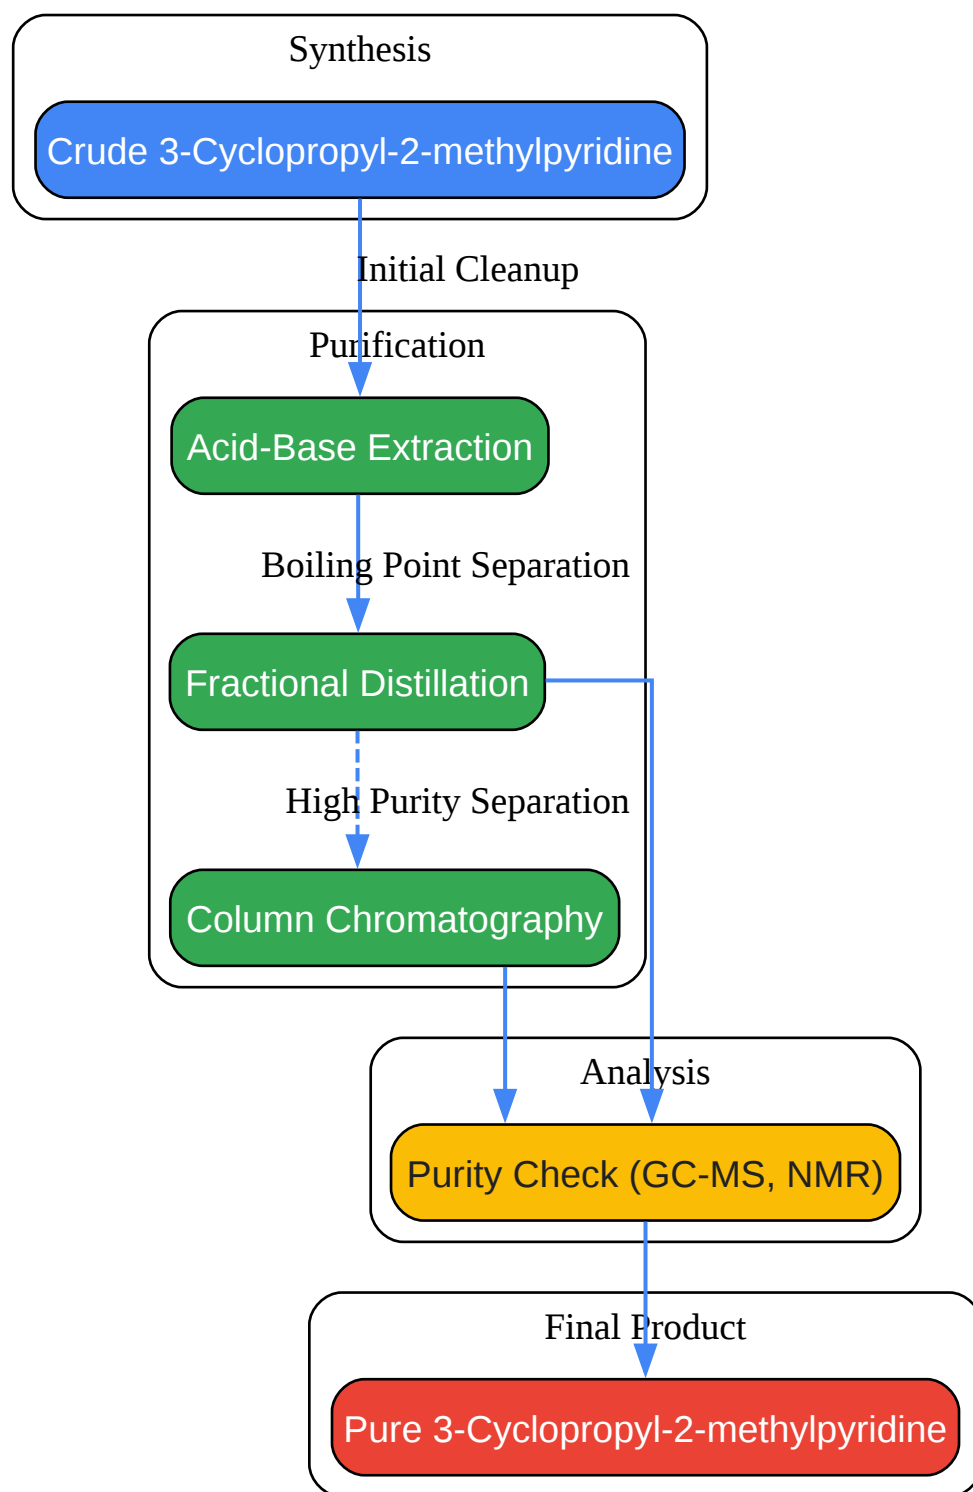 Synthesis
Crude 3-Cyclopropyl-2-methylpyridine
Initial Cleanup
Purification
Acid-Base Extraction
Boiling Point Separation
Fractional Distillation
High Purity Separation
Column Chromatography
Analysis
Purity Check (GC-MS, NMR)
Final Product
Pure 3-Cyclopropyl-2-methylpyridine